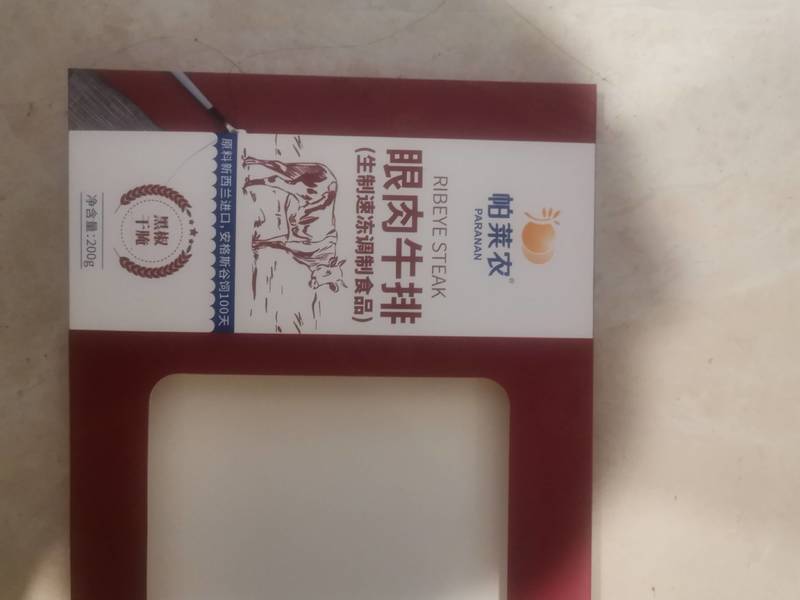 帕莱农®
PARANAN
RIBEYE STEAK
眼肉牛排
(生制速冻调制食品)
原料新西兰进口,安格斯谷饲100天
黑椒
干腌
净含量:200g